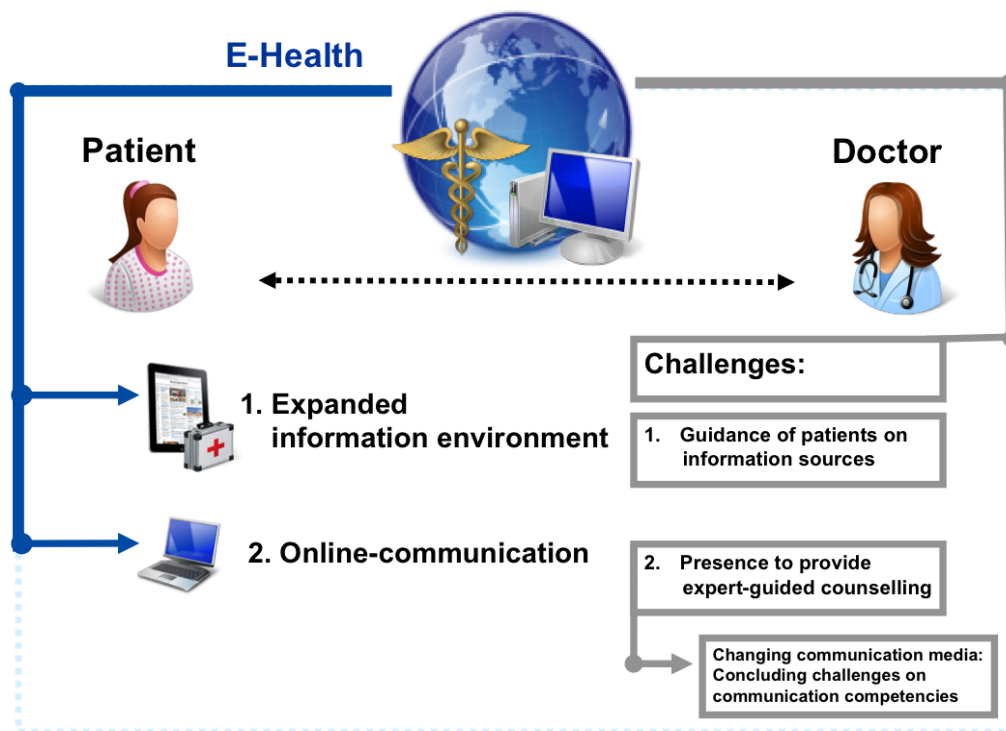 E-Health
Patient
Doctor
1. Expanded
information environment
2. Online-communication
Challenges:
1. Guidance of patients on
information sources
2. Presence to provide
expert-guided counselling
Changing communication media:
Concluding challenges on
communication competencies